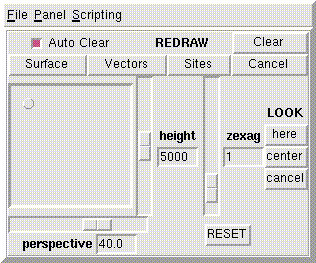 File Panel Scripting
Auto Clear REDRAW Clear
Surface Vectors Sites Cancel
LOOK
height zexag here
5000 1 center
cancel
RESET
perspective 40.0